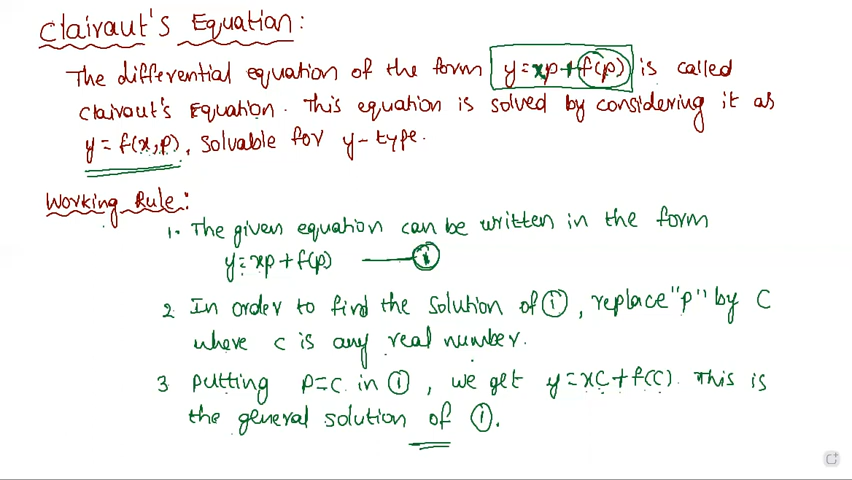 Clairaut's Equation:
The differential equation of the form y=xp+f(p) is called
Clairaut's Equation. This equation is solved by considering it as
y = f(x,p), Solvable for y-type.
Working Rule:
1. The given equation can be written in the form
y=xp+f(p) — ①
2. In order to find the solution of ①, replace "p" by C
where c is any real number.
3. putting P=C in ①, we get y=xC+f(C). This is
the general solution of ①.